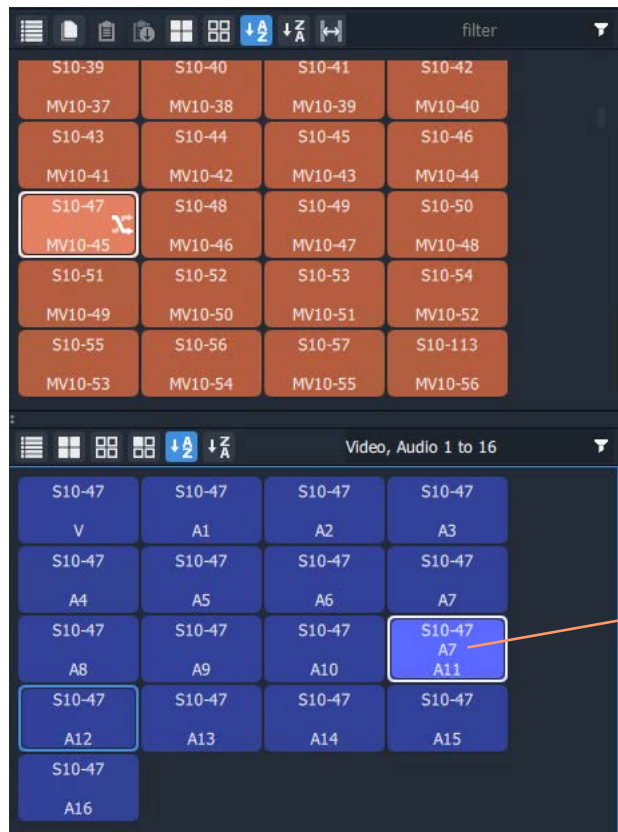 filter
S10-39 S10-40 S10-41 S10-42
MV10-37 MV10-38 MV10-39 MV10-40
S10-43 S10-44 S10-45 S10-46
MV10-41 MV10-42 MV10-43 MV10-44
S10-47 S10-48 S10-49 S10-50
MV10-45 MV10-46 MV10-47 MV10-48
S10-51 S10-52 S10-53 S10-54
MV10-49 MV10-50 MV10-51 MV10-52
S10-55 S10-56 S10-57 S10-113
MV10-53 MV10-54 MV10-55 MV10-56
Video, Audio 1 to 16
S10-47 S10-47 S10-47 S10-47
V A1 A2 A3
S10-47 S10-47 S10-47 S10-47
A4 A5 A6 A7
S10-47 S10-47 S10-47 S10-47
A7
A8 A9 A10 A11
S10-47 S10-47 S10-47 S10-47
A12 A13 A14 A15
S10-47
A16